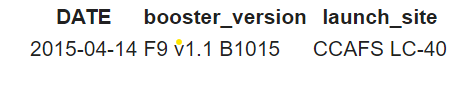 DATE booster_version launch_site
2015-04-14 F9 v1.1 B1015 CCAFS LC-40